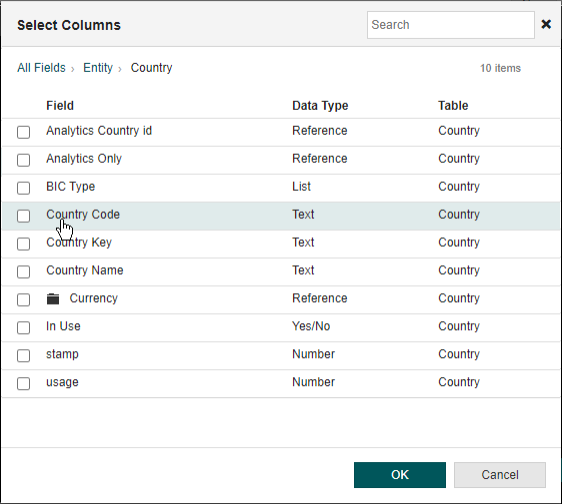 Select Columns Search ✖
All Fields › Entity › Country 10 items
Field Data Type Table
Analytics Country id Reference Country
Analytics Only Reference Country
BIC Type List Country
Country Code Text Country
Country Key Text Country
Country Name Text Country
Currency Reference Country
In Use Yes/No Country
stamp Number Country
usage Number Country
OK Cancel